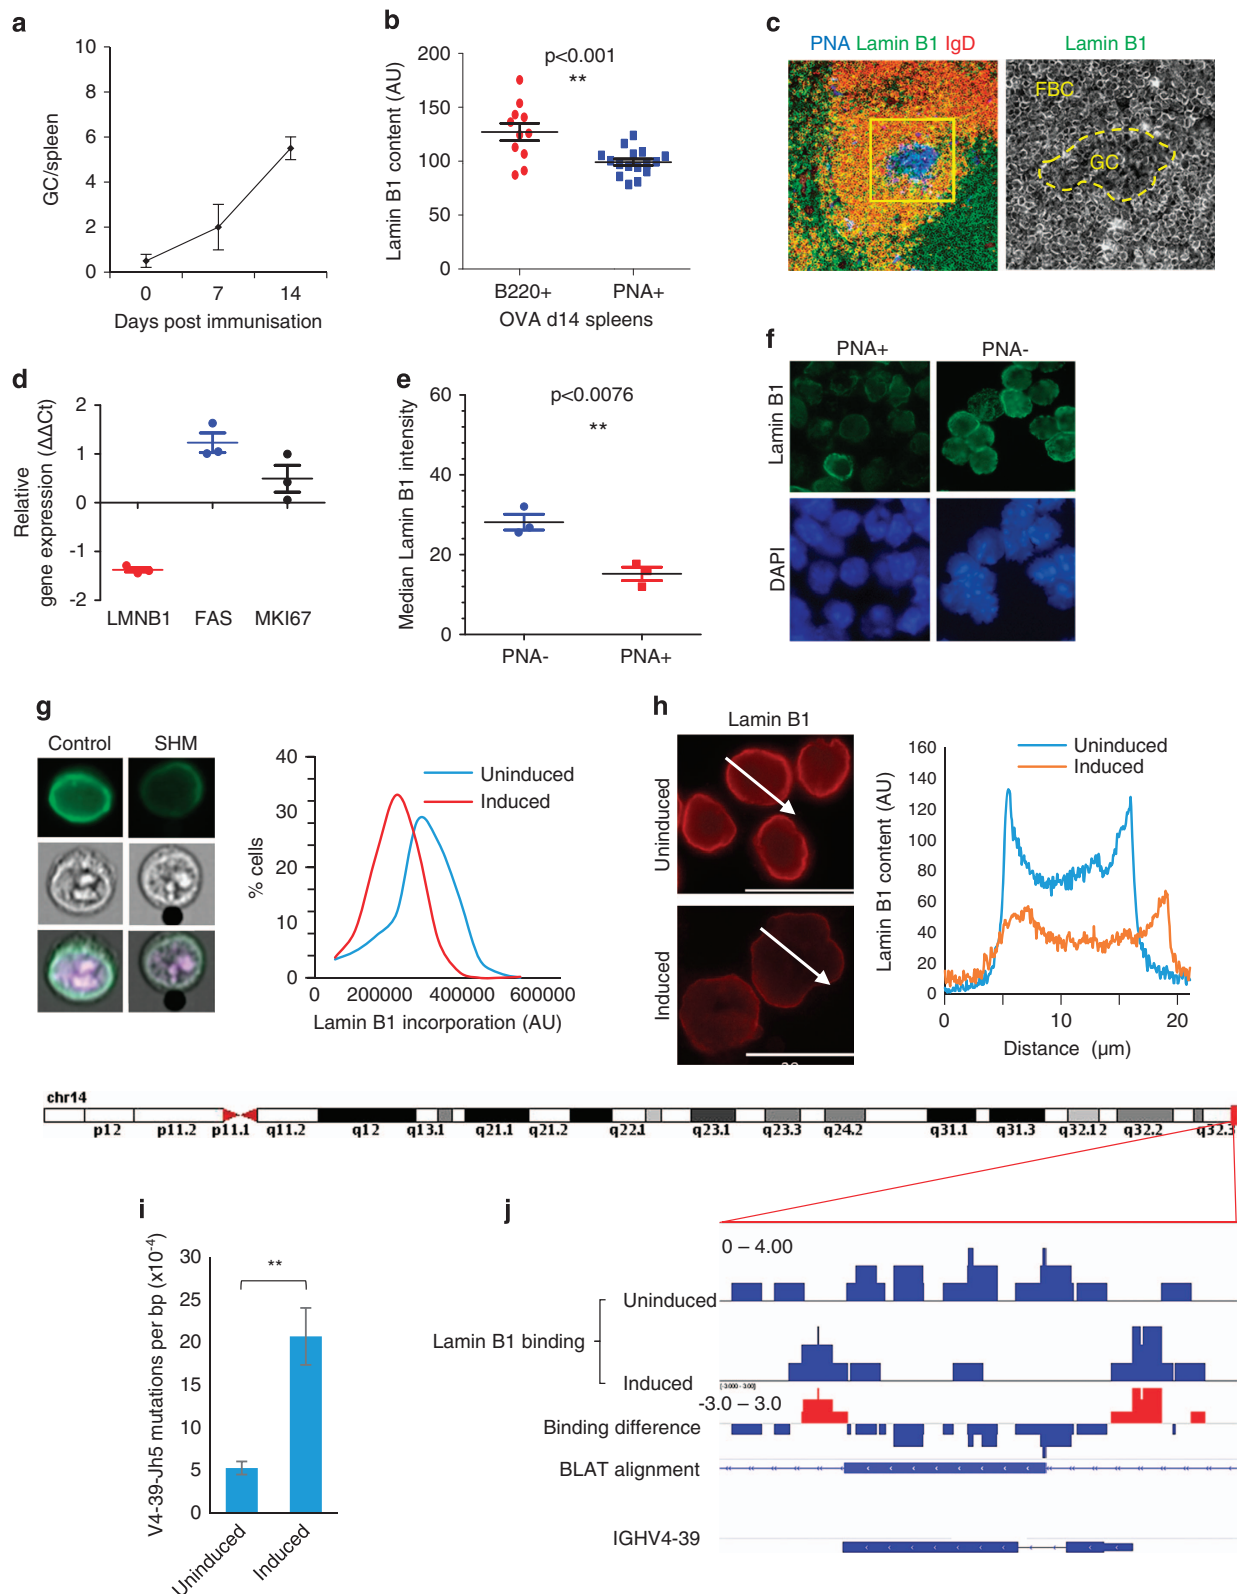 a
10
8
6
4
2
0
GC/spleen
0 7 14
Days post immunisation
b
200
150
100
50
0
Lamin B1 content (AU)
p<0.001
**
B220+ PNA+
OVA d14 spleens
c
PNA Lamin B1 IgD
Lamin B1
FBC
GC
d
2
1
0
-1
-2
Relative
gene expression (ΔΔCt)
LMNB1 FAS MKI67
e
60
40
20
0
Median Lamin B1 intensity
p<0.0076
**
PNA- PNA+
f
PNA+ PNA-
Lamin B1
DAPI
g
Control SHM
40
30
20
10
0
% cells
Uninduced
Induced
0 200000 400000 600000
Lamin B1 incorporation (AU)
h
Lamin B1
Uninduced
Induced
160
140
120
100
80
60
40
20
0
Lamin B1 content (AU)
Uninduced
Induced
0 10 20
Distance (µm)
chr14
p12 p11.2 p11.1 q11.2 q12 q13.1 q21.1 q21.2 q22.1 q23.1 q23.3 q24.2 q31.1 q31.3 q32.12 q32.2 q32.3
i
30
25
20
15
10
5
0
V4-39-Jh5 mutations per bp (x10⁻⁴)
**
Uninduced
Induced
j
0 – 4.00
Uninduced
Lamin B1 binding
Induced
[-3.000 - 3.00]
-3.0 – 3.0
Binding difference
BLAT alignment
IGHV4-39